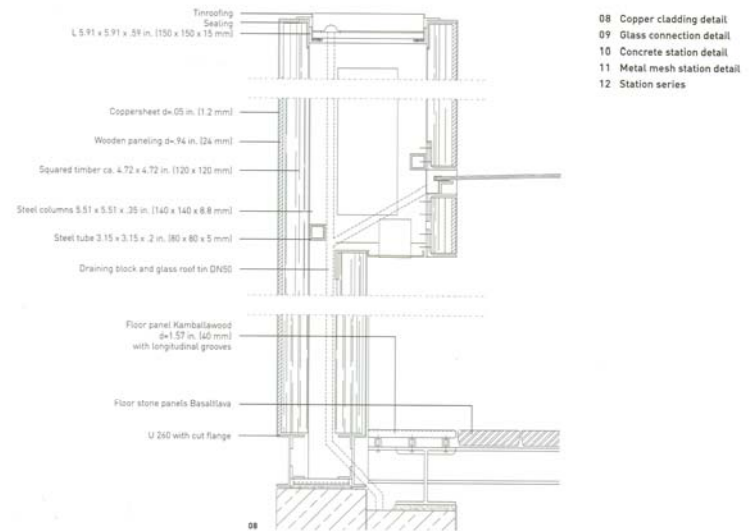 Tinroofing
Sealing
L 5.91 x 5.91 x .59 in. (150 x 150 x 15 mm)
Coppersheet d=.05 in. (1.2 mm)
Wooden paneling d=.94 in. (24 mm)
Squared timber ca. 4.72 x 4.72 in. (120 x 120 mm)
Steel columns 5.51 x 5.51 x .35 in. (140 x 140 x 8.8 mm)
Steel tube 3.15 x 3.15 x .2 in. (80 x 80 x 5 mm)
Draining block and glass roof tin DN50
Floor panel Kamballawood
d=1.57 in. (40 mm)
with longitudinal grooves
Floor stone panels Basaltlava
U 260 with cut flange
08
08 Copper cladding detail
09 Glass connection detail
10 Concrete station detail
11 Metal mesh station detail
12 Station series